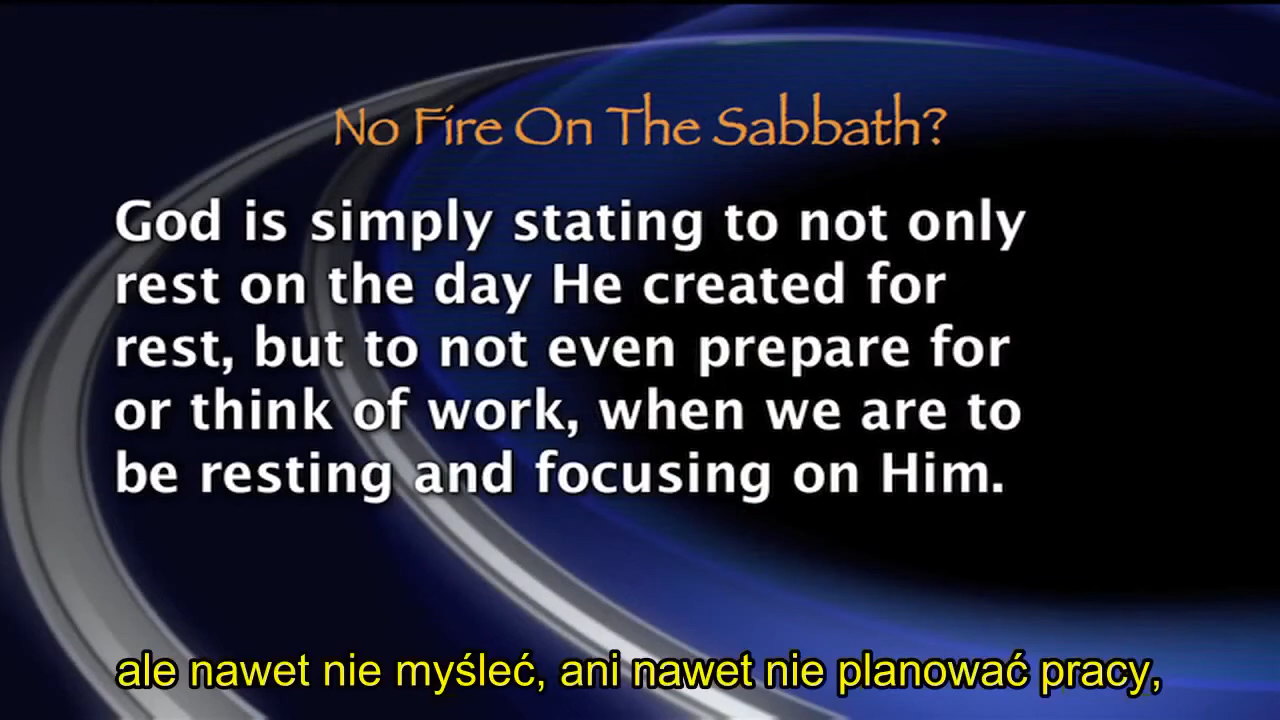 No Fire On The Sabbath?
God is simply stating to not only
rest on the day He created for
rest, but to not even prepare for
or think of work, when we are to
be resting and focusing on Him.
ale nawet nie myśleć, ani nawet nie planować pracy,